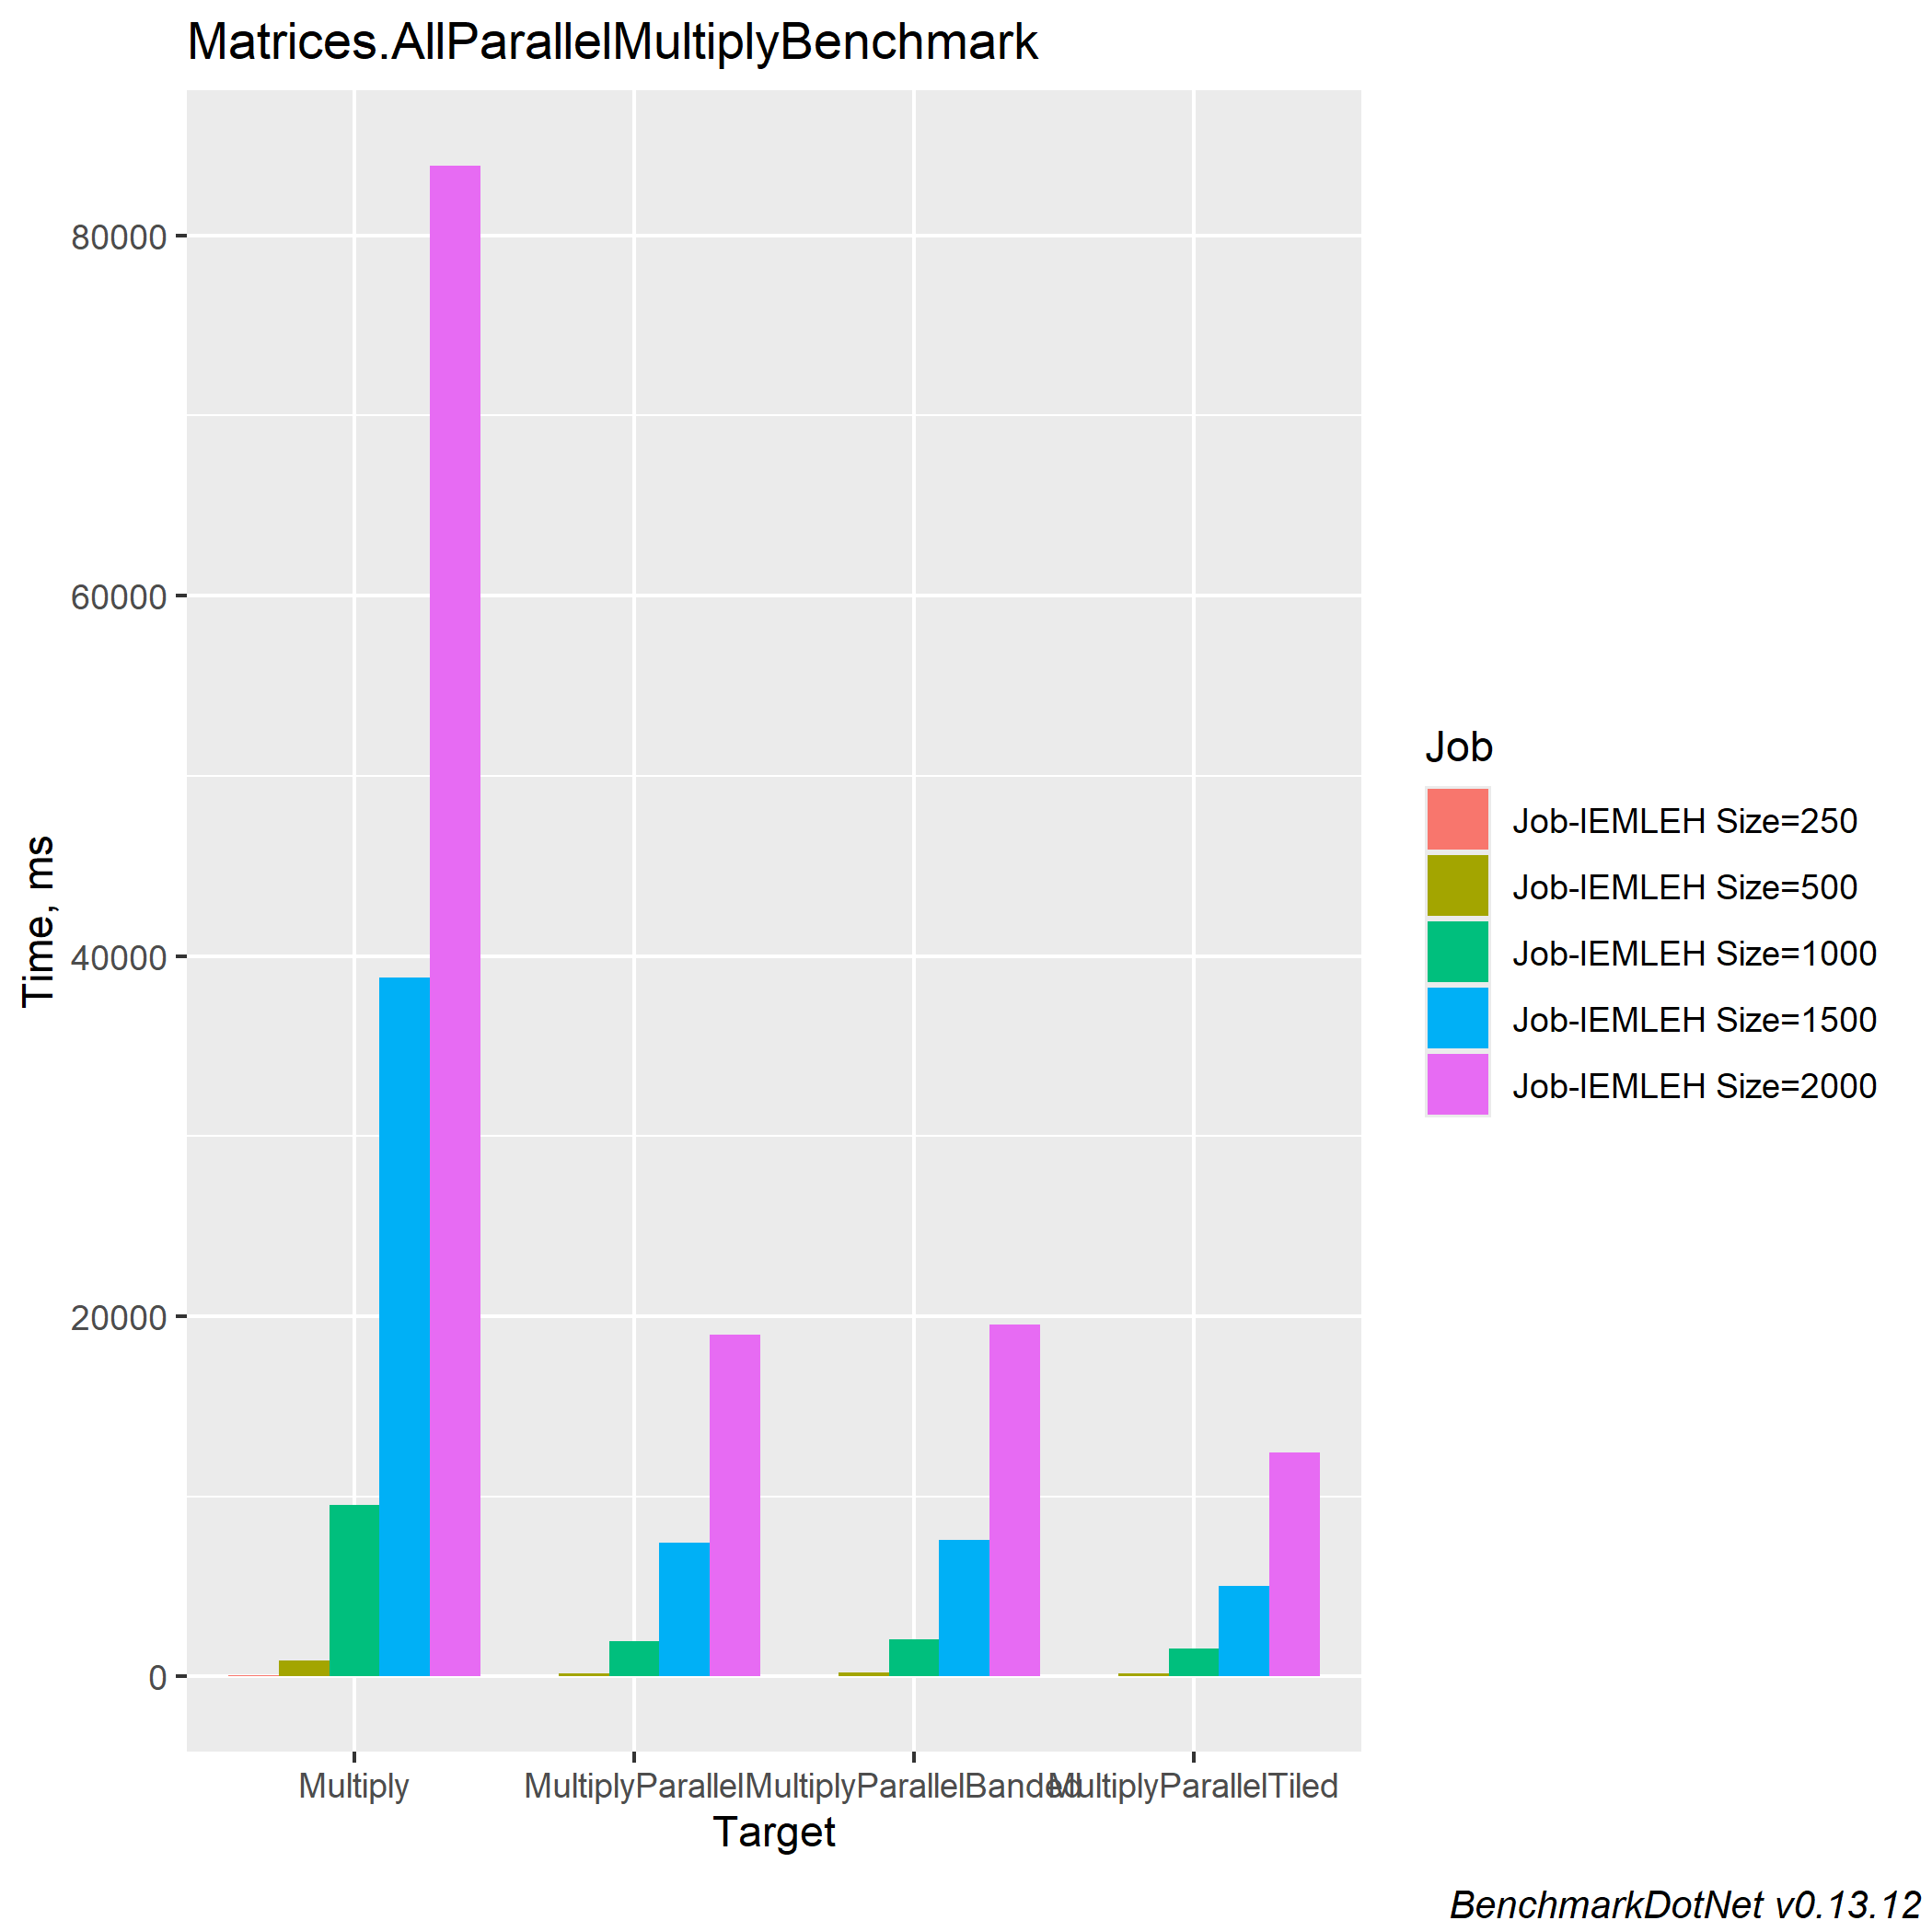 Matrices.AllParallelMultiplyBenchmark
Time, ms
80000
60000
40000
20000
0
Multiply
MultiplyParallel
MultiplyParallelBanded
MultiplyParallelTiled
Target
Job
Job-IEMLEH Size=250
Job-IEMLEH Size=500
Job-IEMLEH Size=1000
Job-IEMLEH Size=1500
Job-IEMLEH Size=2000
BenchmarkDotNet v0.13.12